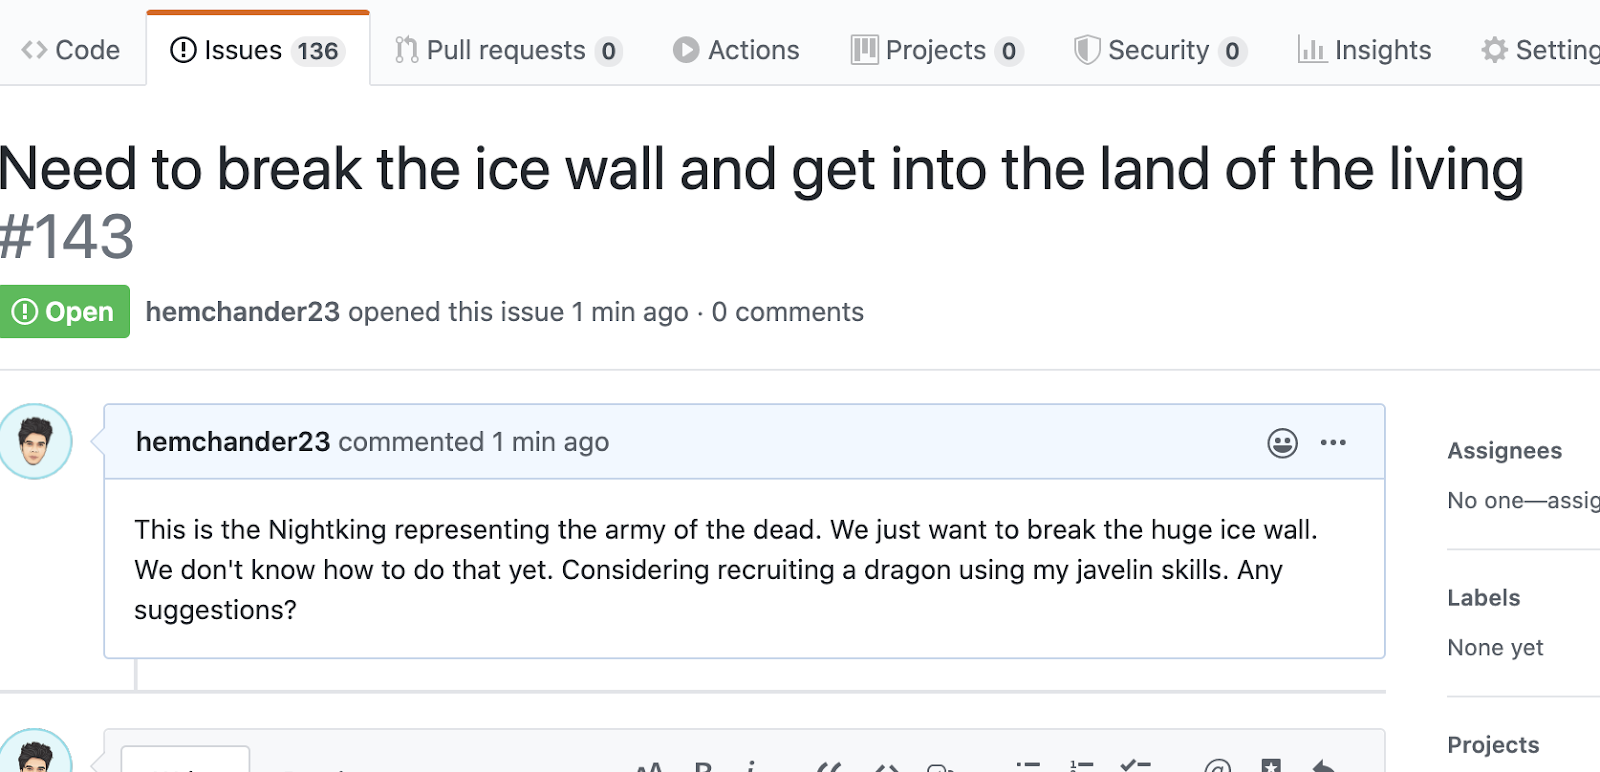 Code Issues 136 Pull requests 0 Actions Projects 0 Security 0 Insights
Need to break the ice wall and get into the land of the living
#143
Open hemchander23 opened this issue 1 min ago · 0 comments
hemchander23 commented 1 min ago
This is the Nightking representing the army of the dead. We just want to break the huge ice wall.
We don't know how to do that yet. Considering recruiting a dragon using my javelin skills. Any
suggestions?
Assignees
No one—assig
Labels
None yet
Projects